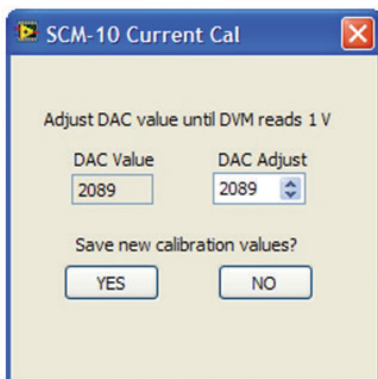 SCM-10 Current Cal
Adjust DAC value until DVM reads 1 V
DAC Value DAC Adjust
2089 2089
Save new calibration values?
YES NO